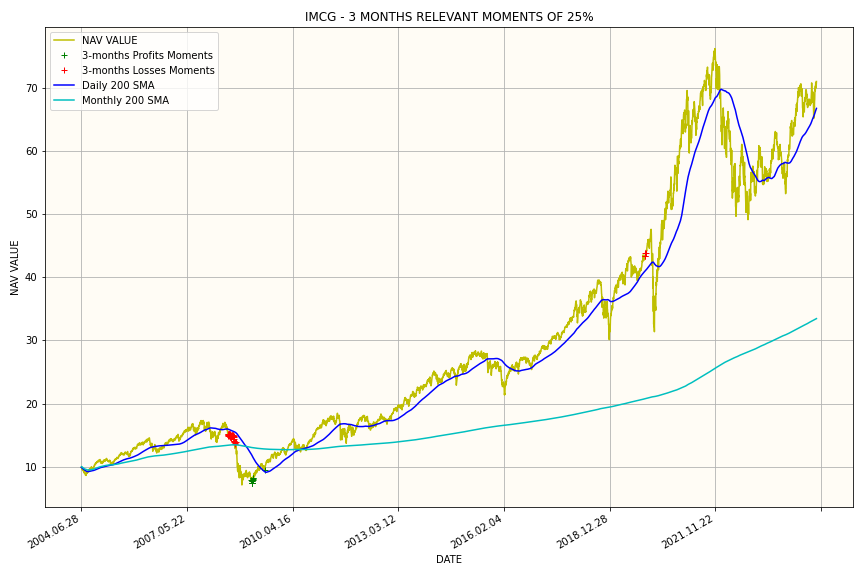 IMCG - 3 MONTHS RELEVANT MOMENTS OF 25%
NAV VALUE
3-months Profits Moments
3-months Losses Moments
Daily 200 SMA
Monthly 200 SMA
NAV VALUE
70
60
50
40
30
20
10
2004.06.28
2007.05.22
2010.04.16
2013.03.12
2016.02.04
2018.12.28
2021.11.22
DATE